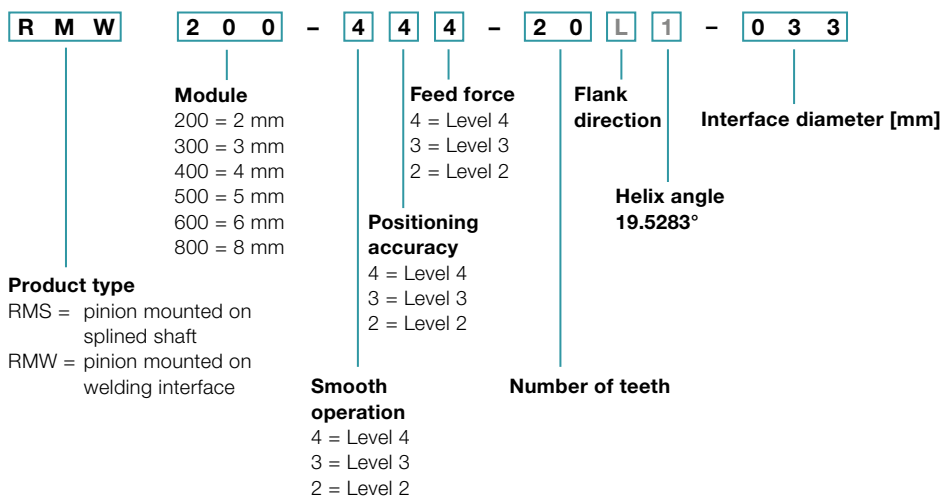 R M W 2 0 0 – 4 4 4 – 2 0 L 1 – 0 3 3
Module
200 = 2 mm
300 = 3 mm
400 = 4 mm
500 = 5 mm
600 = 6 mm
800 = 8 mm
Feed force
4 = Level 4
3 = Level 3
2 = Level 2
Flank
direction
Interface diameter [mm]
Helix angle
19.5283°
Positioning
accuracy
4 = Level 4
3 = Level 3
2 = Level 2
Product type
RMS = pinion mounted on
splined shaft
RMW = pinion mounted on
welding interface
Smooth
operation
4 = Level 4
3 = Level 3
2 = Level 2
Number of teeth